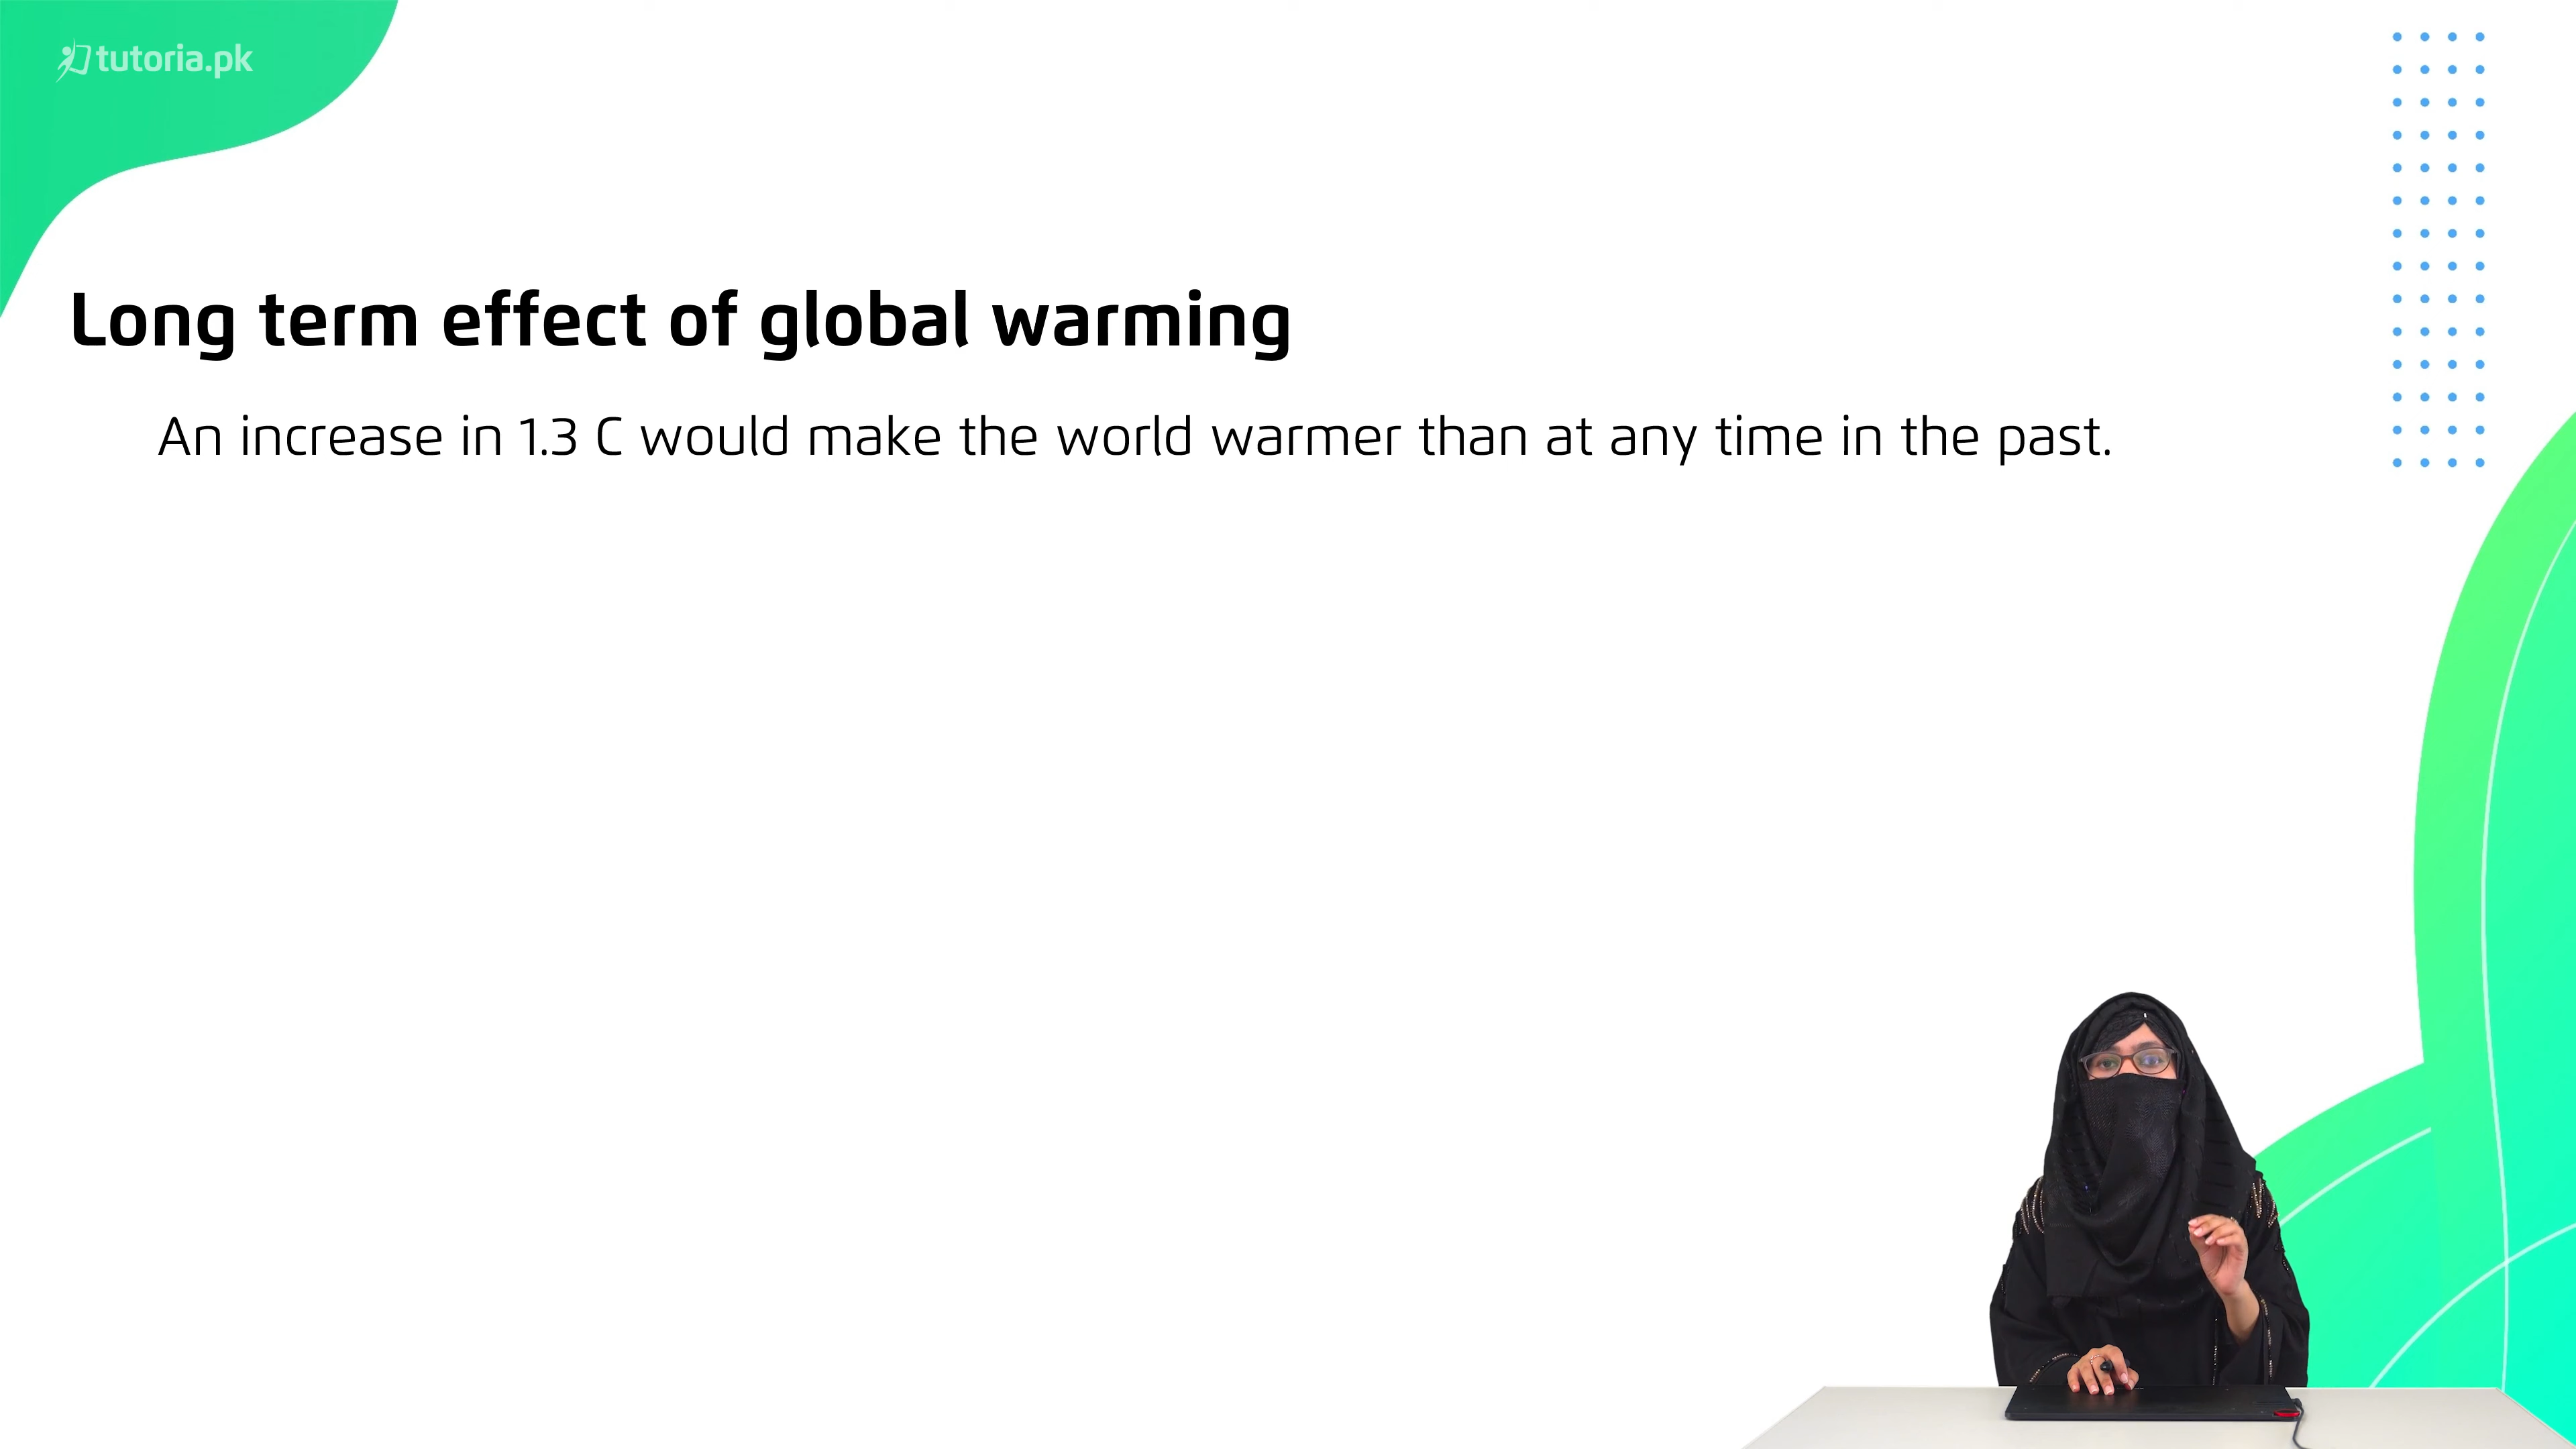 tutoria.pk
Long term effect of global warming
An increase in 1.3 C would make the world warmer than at any time in the past.